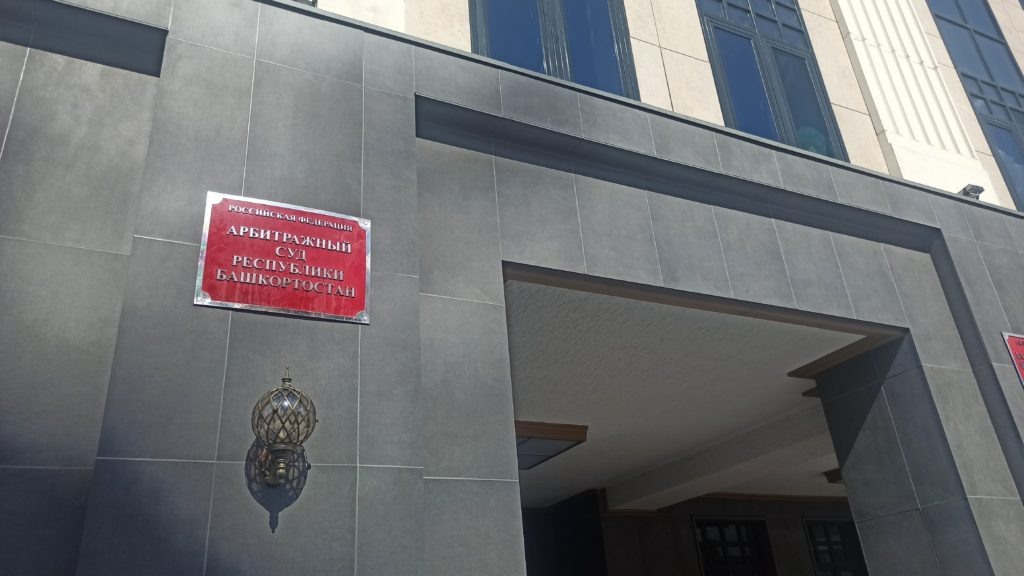 РОССИЙСКАЯ ФЕДЕРАЦИЯ
АРБИТРАЖНЫЙ
СУД
РЕСПУБЛИКИ
БАШКОРТОСТАН